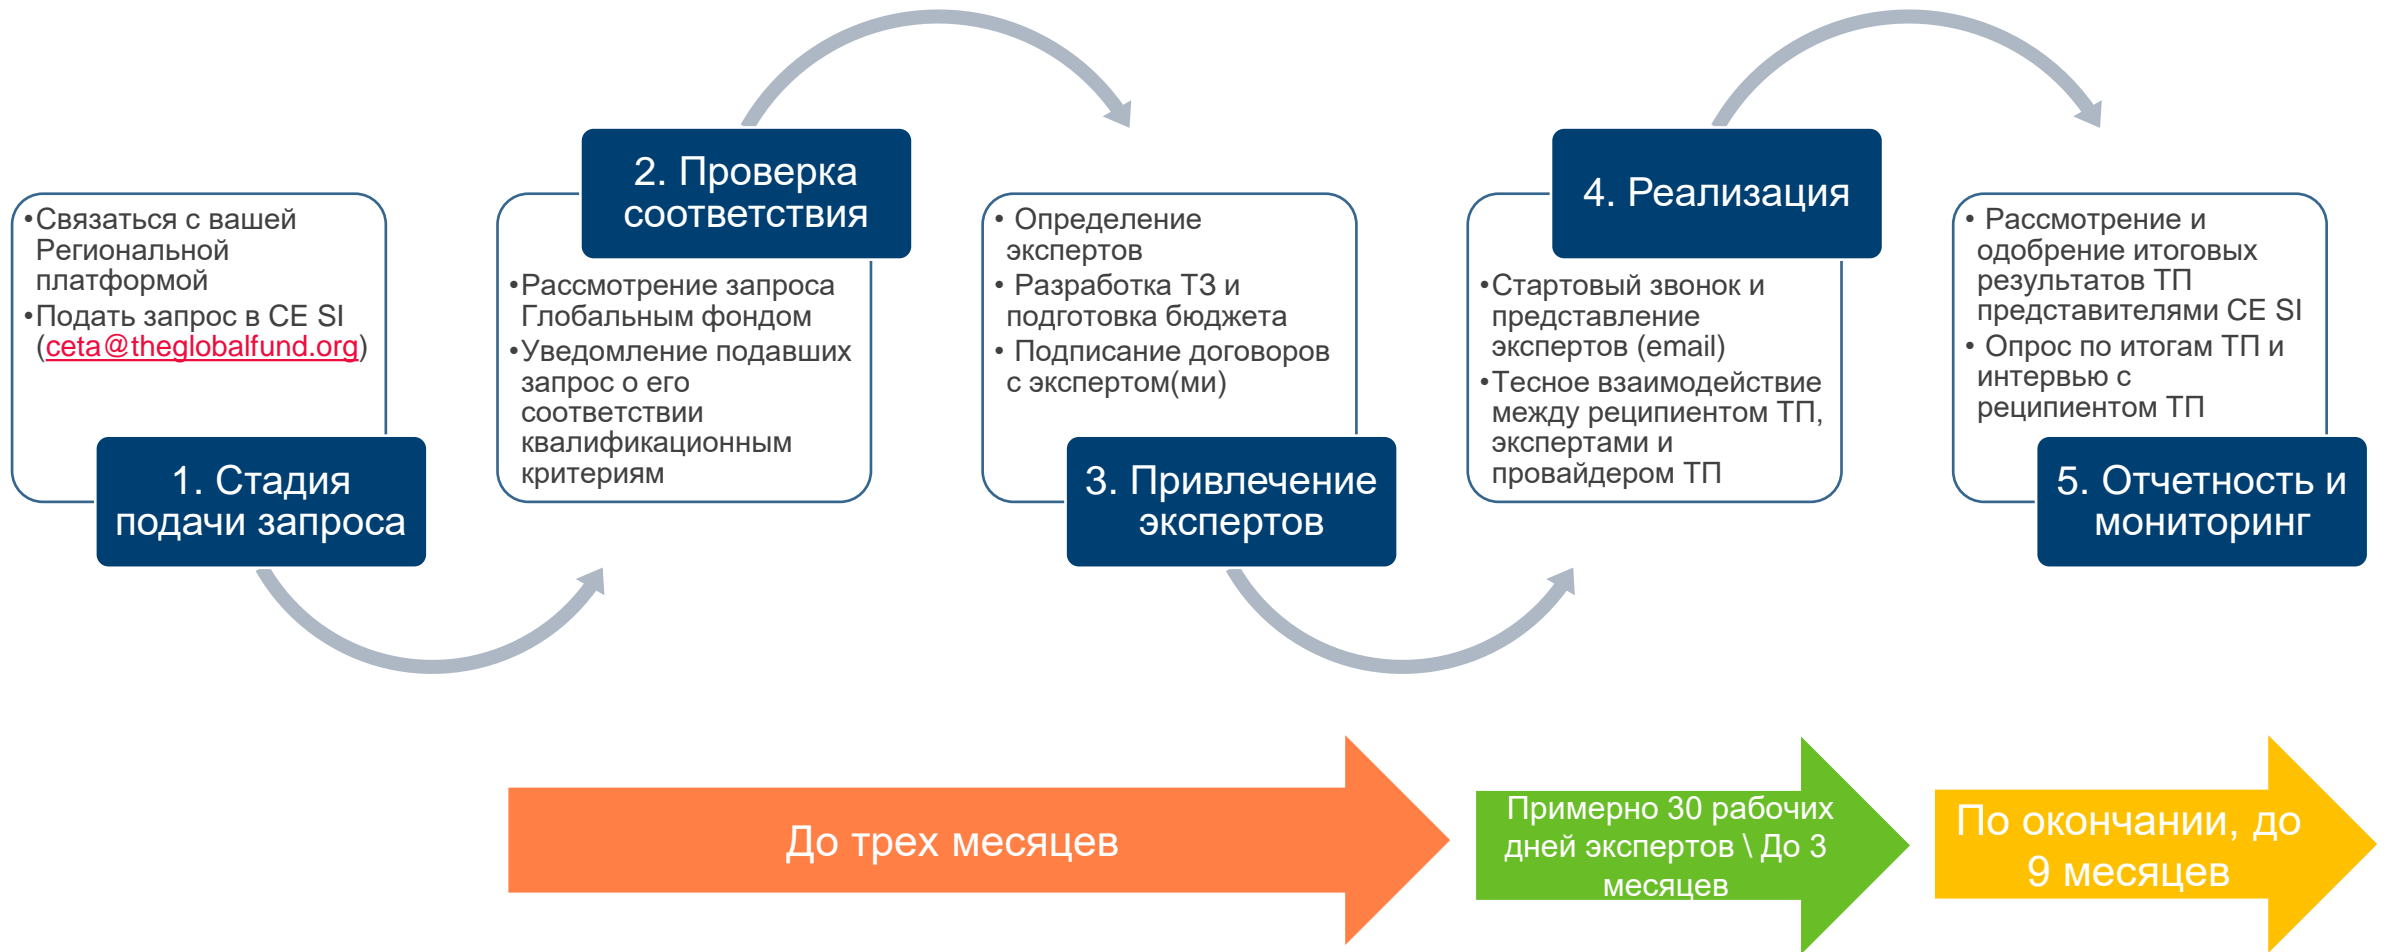 •Связаться с вашей
Региональной
платформой
•Подать запрос в CE SI
(ceta@theglobalfund.org)
1. Стадия
подачи запроса
2. Проверка
соответствия
•Рассмотрение запроса
Глобальным фондом
•Уведомление подавших
запрос о его
соответствии
квалификационным
критериям
• Определение
экспертов
• Разработка ТЗ и
подготовка бюджета
• Подписание договоров
с экспертом(ми)
3. Привлечение
экспертов
4. Реализация
•Стартовый звонок и
представление
экспертов (email)
•Тесное взаимодействие
между реципиентом ТП,
экспертами и
провайдером ТП
• Рассмотрение и
одобрение итоговых
результатов ТП
представителями CE SI
• Опрос по итогам ТП и
интервью с
реципиентом ТП
5. Отчетность и
мониторинг
До трех месяцев
Примерно 30 рабочих
дней экспертов \ До 3
месяцев
По окончании, до
9 месяцев